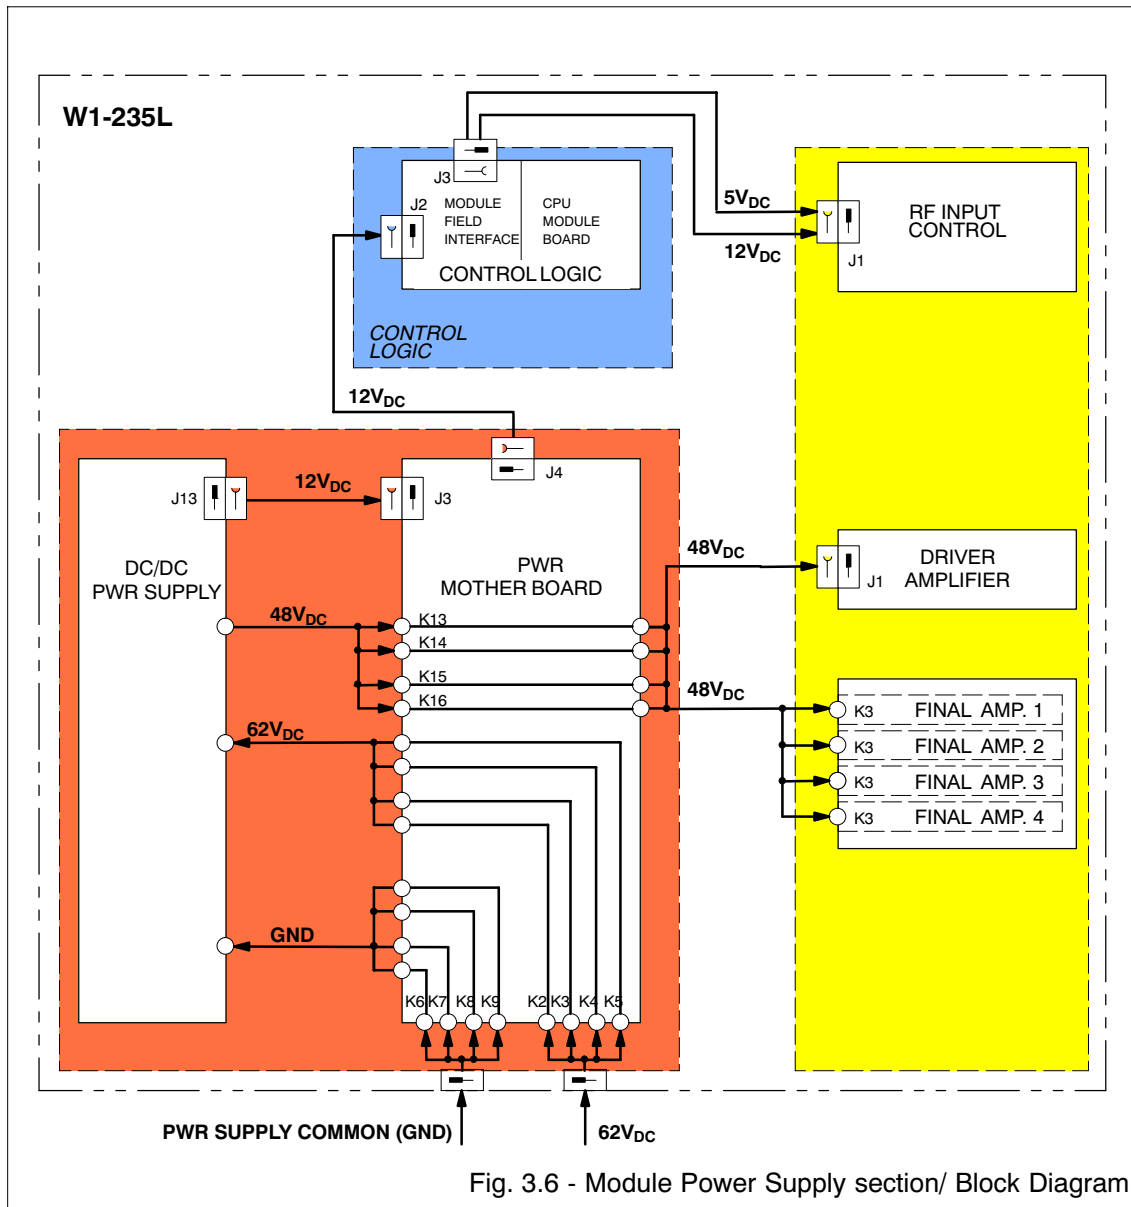 W1-235L
J3
J2
MODULE
FIELD
INTERFACE
CPU
MODULE
BOARD
CONTROL LOGIC
CONTROL
LOGIC
5VDC
12VDC
J1
RF INPUT
CONTROL
12VDC
J4
J13
12VDC
J3
DC/DC
PWR SUPPLY
PWR
MOTHER BOARD
48VDC
J1
DRIVER
AMPLIFIER
48VDC
K13
K14
K15
K16
48VDC
K3 FINAL AMP. 1
K3 FINAL AMP. 2
K3 FINAL AMP. 3
K3 FINAL AMP. 4
62VDC
GND
K6 K7 K8 K9 K2 K3 K4 K5
PWR SUPPLY COMMON (GND)
62VDC
Fig. 3.6 - Module Power Supply section/ Block Diagram